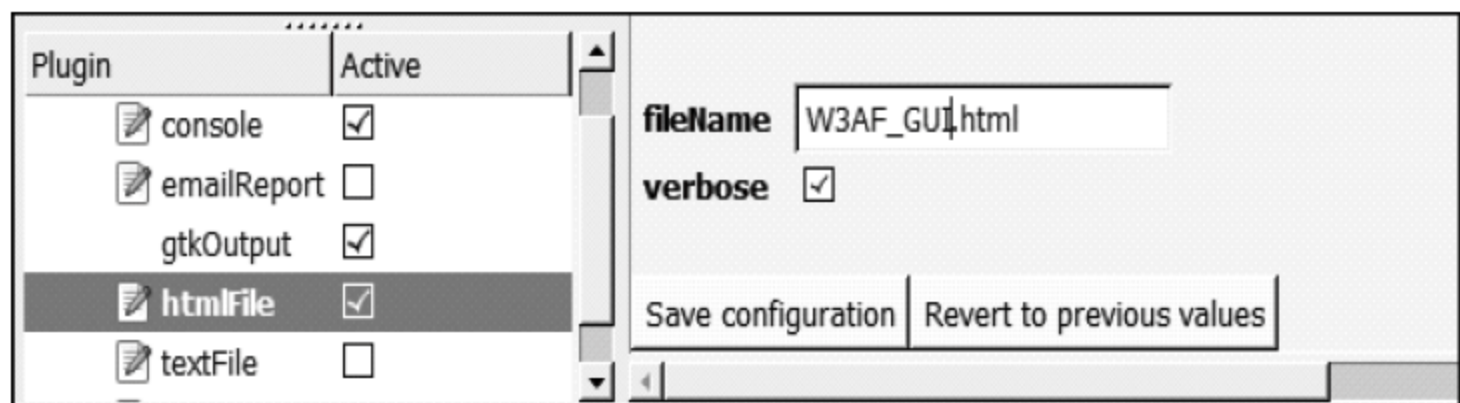 Plugin Active
console
emailReport
gtkOutput
htmlFile
textFile
fileName W3AF_GUI.html
verbose
Save configuration Revert to previous values